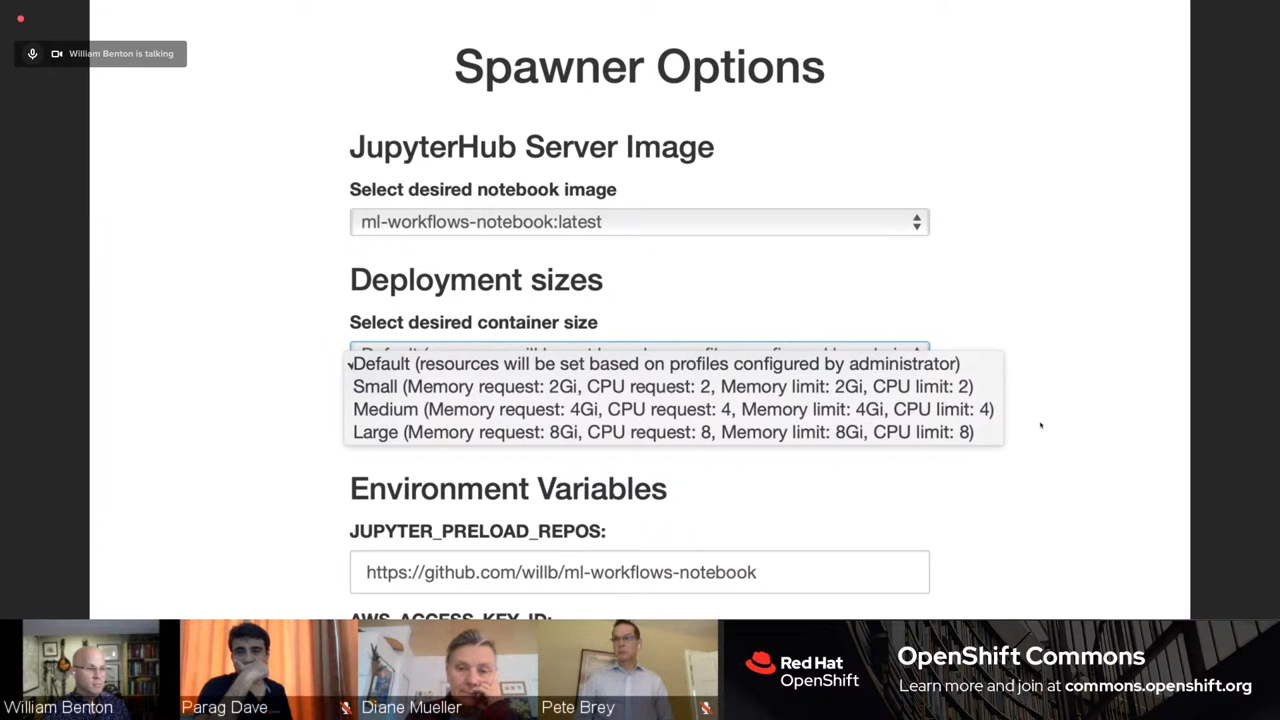 William Benton is talking
Spawner Options
JupyterHub Server Image
Select desired notebook image
ml-workflows-notebook:latest
Deployment sizes
Select desired container size
Default (resources will be set based on profiles configured by administrator)
Small (Memory request: 2Gi, CPU request: 2, Memory limit: 2Gi, CPU limit: 2)
Medium (Memory request: 4Gi, CPU request: 4, Memory limit: 4Gi, CPU limit: 4)
Large (Memory request: 8Gi, CPU request: 8, Memory limit: 8Gi, CPU limit: 8)
Environment Variables
JUPYTER_PRELOAD_REPOS:
https://github.com/willb/ml-workflows-notebook
AWS_ACCESS_KEY_ID:
William Benton
Parag Dave
Diane Mueller
Pete Brey
Red Hat
OpenShift
OpenShift Commons
Learn more and join at commons.openshift.org